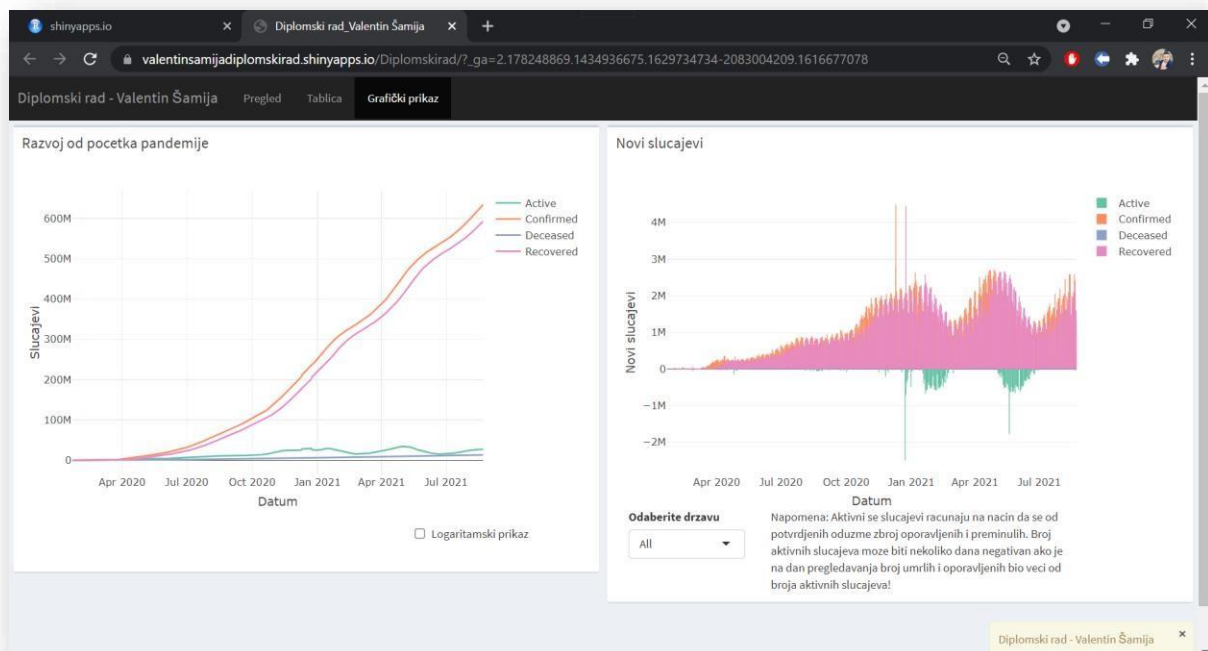 shinyapps.io
Diplomski rad_Valentin Šamija
valentinsamijadiplomskirad.shinyapps.io/Diplomskirad/?_ga=2.178248869.1434936675.1629734734-2083004209.1616677078
Diplomski rad - Valentin Šamija Pregled Tablica Grafički prikaz
Razvoj od pocetka pandemije
Slucajevi
600M
500M
400M
300M
200M
100M
0
Apr 2020 Jul 2020 Oct 2020 Jan 2021 Apr 2021 Jul 2021
Datum
Active
Confirmed
Deceased
Recovered
Logaritamski prikaz
Novi slucajevi
Novi slucajevi
4M
3M
2M
1M
0
−1M
−2M
Apr 2020 Jul 2020 Oct 2020 Jan 2021 Apr 2021 Jul 2021
Datum
Active
Confirmed
Deceased
Recovered
Odaberite drzavu
All
Napomena: Aktivni se slucajevi racunaju na nacin da se od
potvrdjenih oduzme zbroj oporavljenih i preminulih. Broj
aktivnih slucajeva moze biti nekoliko dana negativan ako je
na dan pregledavanja broj umrlih i oporavljenih bio veci od
broja aktivnih slucajeva!
Diplomski rad - Valentin Šamija